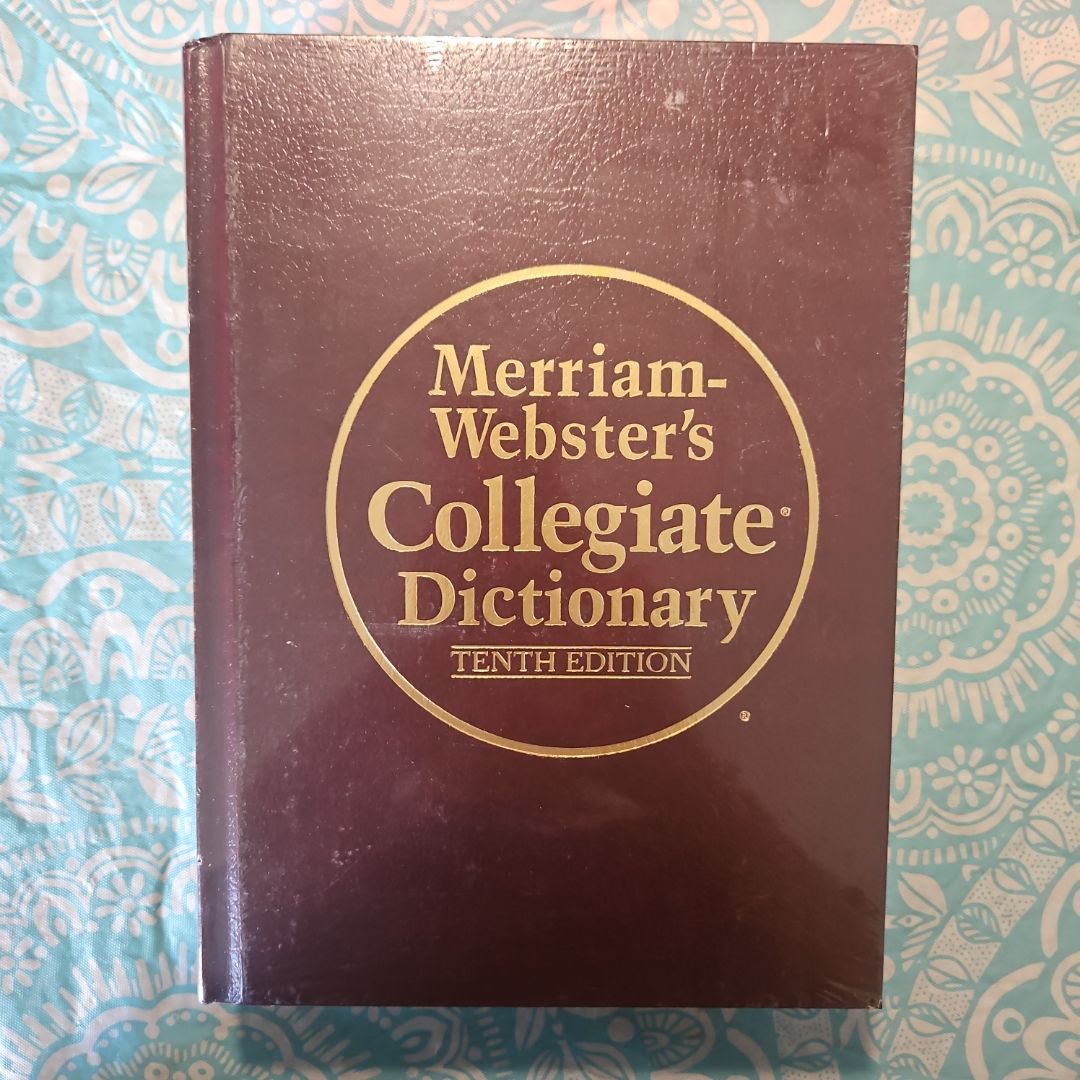 Merriam-
Webster's
Collegiate®
Dictionary
TENTH EDITION
®